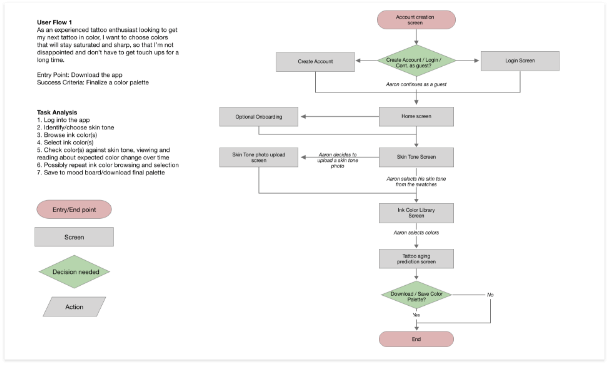 User Flow 1
As an experienced tattoo enthusiast looking to get
my next tattoo in color, I want to choose colors
that will stay saturated and sharp, so that I'm not
disappointed and don't have to get touch ups for a
long time.
Entry Point: Download the app
Success Criteria: Finalize a color palette
Task Analysis
1. Log into the app
2. Identify/choose skin tone
3. Browse ink color(s)
4. Select ink color(s)
5. Check color(s) against skin tone, viewing and
reading about expected color change over time
6. Possibly repeat ink color browsing and selection
7. Save to mood board/download final palette
Entry/End point
Screen
Decision needed
Action
Account creation
screen
Create Account
Create Account / Login /
Cont. as guest?
Login Screen
Aaron continues as a guest
Optional Onboarding
Home screen
Skin Tone photo upload
screen
Aaron decides to
upload a skin tone
photo
Skin Tone Screen
Aaron selects his skin tone
from the swatches
Ink Color Library
Screen
Aaron selects colors
Tattoo aging
prediction screen
Download / Save Color
Palette?
No
Yes
End